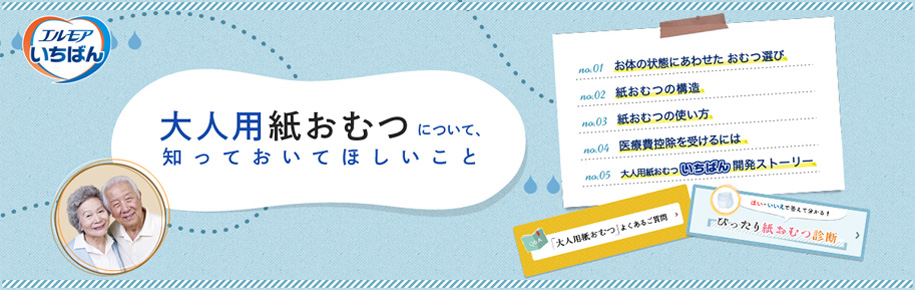 エルモア
いちばん
大人用紙おむつについて、
知っておいてほしいこと
no.01 お体の状態にあわせた おむつ選び
no.02 紙おむつの構造
no.03 紙おむつの使い方
no.04 医療費控除を受けるには
no.05 大人用紙おむつ いちばん 開発ストーリー
Q&A 「大人用紙おむつ」よくあるご質問 >
はい・いいえで答えて分かる!
「ぴったり紙おむつ診断」 >